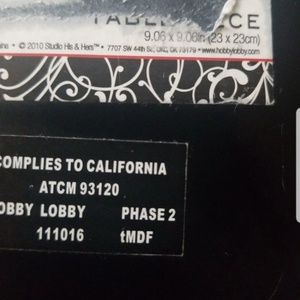 9.06 x 9.06in (23 x 23cm)
© 2010 Studio His & Hers™ • 7707 SW 44th St., OKC, OK 73179 • www.hobbylobby.com
COMPLIES TO CALIFORNIA
ATCM 93120
OBBY LOBBY PHASE 2
111016 tMDF